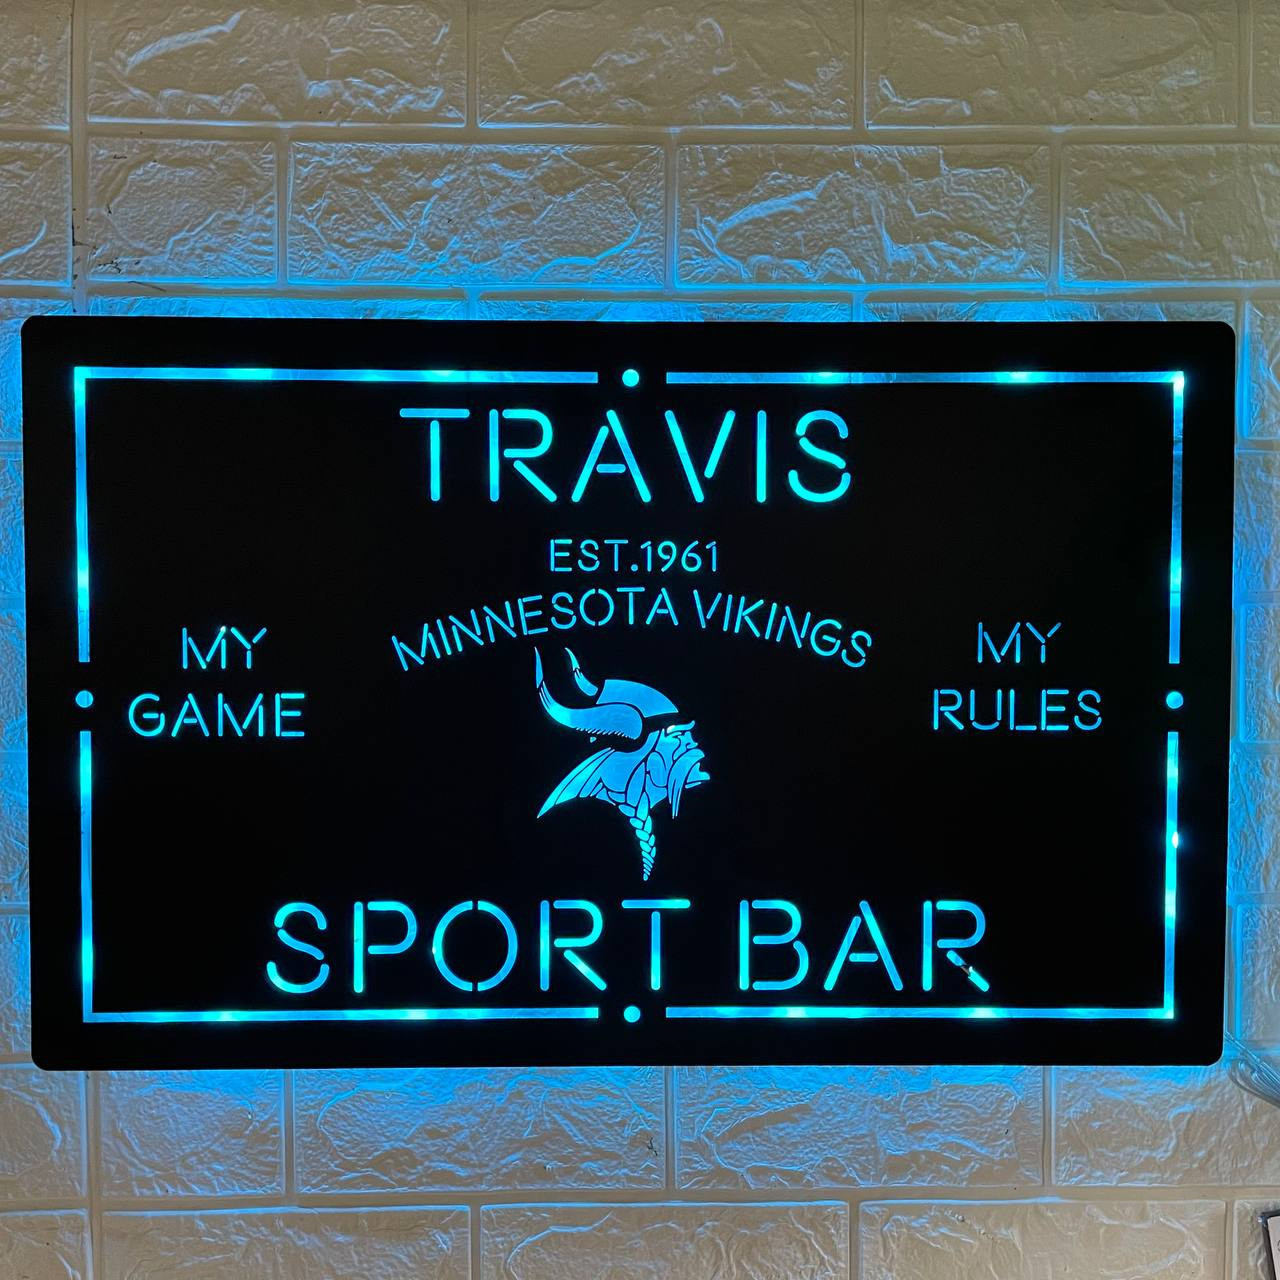 TRAVIS
EST.1961
MINNESOTA VIKINGS
MY
GAME
MY
RULES
SPORT BAR